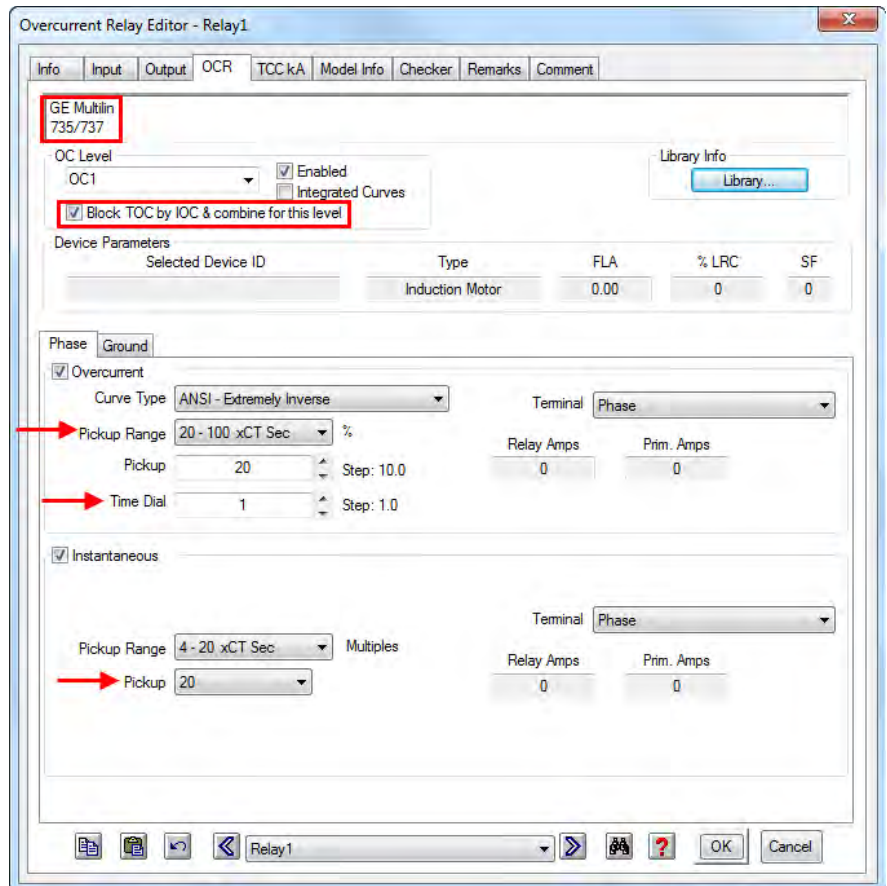 Overcurrent Relay Editor - Relay1
x
Info Input Output OCR TCC kA Model Info Checker Remarks Comment
GE Multilin
735/737
OC Level
OC1
Enabled
Integrated Curves
Library Info
Library...
Block TOC by IOC & combine for this level
Device Parameters
Selected Device ID Type FLA % LRC SF
Induction Motor 0.00 0 0
Phase Ground
Overcurrent
Curve Type ANSI - Extremely Inverse Terminal Phase
Pickup Range 20 - 100 xCT Sec % Relay Amps Prim. Amps
Pickup 20 Step: 10.0 0 0
Time Dial 1 Step: 1.0
Instantaneous
Terminal Phase
Pickup Range 4 - 20 xCT Sec Multiples Relay Amps Prim. Amps
Pickup 20 0 0
Relay1 ? OK Cancel